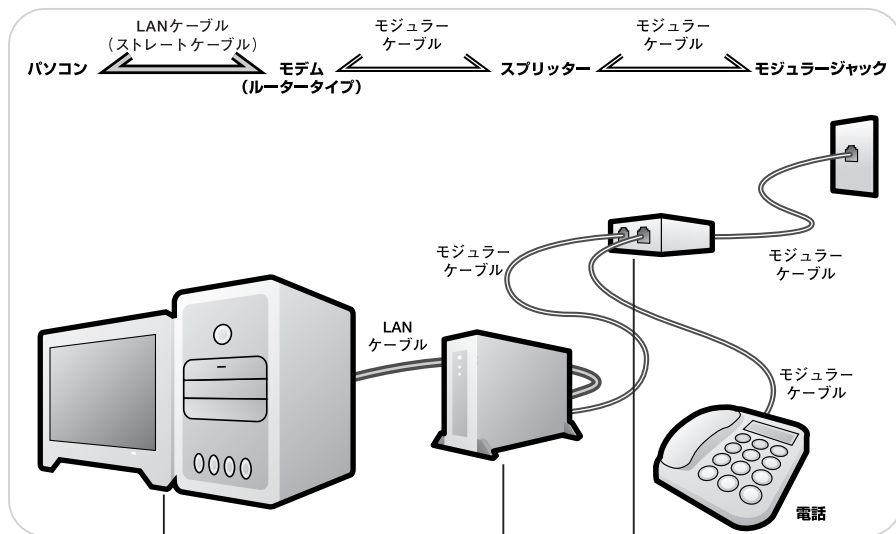 LANケーブル
（ストレートケーブル）
モジュラー
ケーブル
モジュラー
ケーブル
パソコン
モデム
（ルータータイプ）
スプリッター
モジュラージャック
モジュラー
ケーブル
モジュラー
ケーブル
LAN
ケーブル
モジュラー
ケーブル
電話